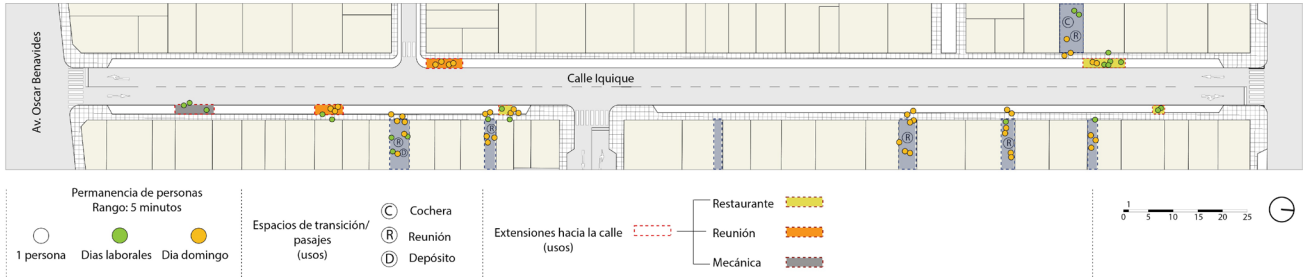 Av. Oscar Benavides
Calle Iquique
C
R
R
D
R
R
R
Permanencia de personas
Rango: 5 minutos
1 persona
Dias laborales
Dia domingo
Espacios de transición/
pasajes
(usos)
C Cochera
R Reunión
D Depósito
Extensiones hacia la calle
(usos)
Restaurante
Reunión
Mecánica
1
0 5 10 15 20 25